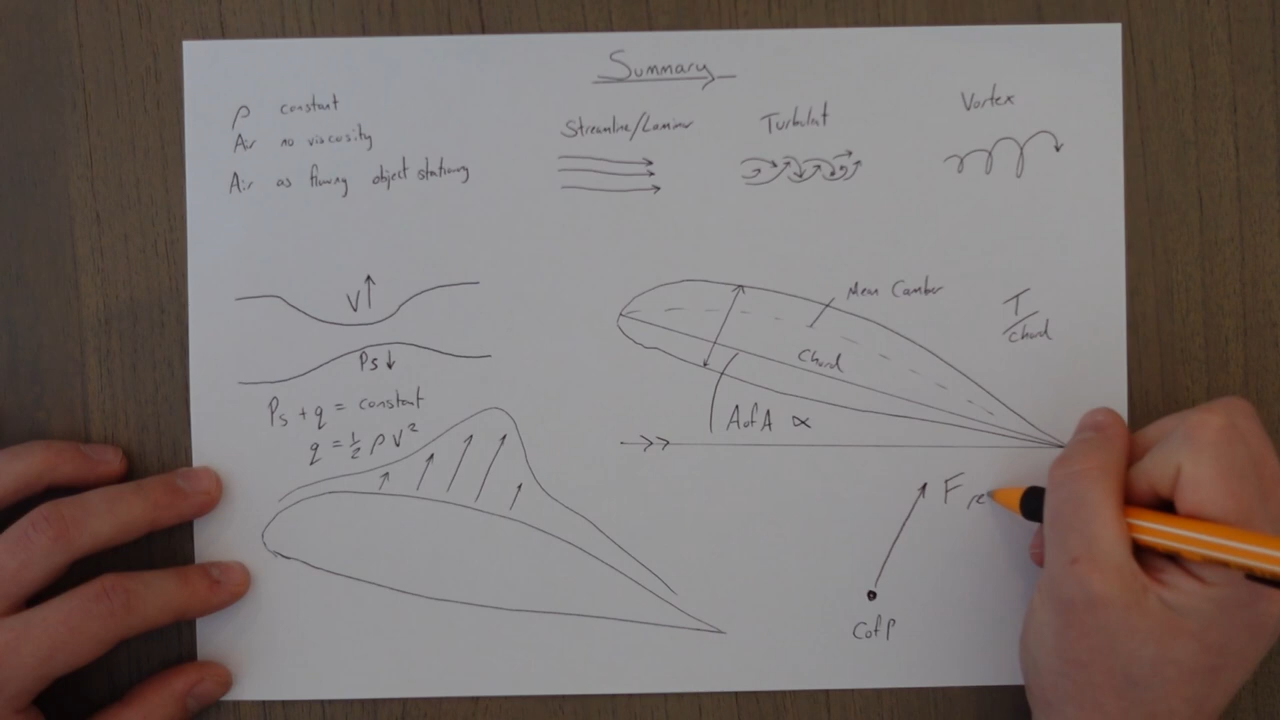 Summary
ρ constant
Air no viscosity
Air as flowing object stationary
Streamline/Laminar
Turbulent
Vortex
V↑
Ps↓
Ps + q = constant
q = ½ ρ V²
Mean Camber
Chord
T/chord
AofA ∝
F re
CofP